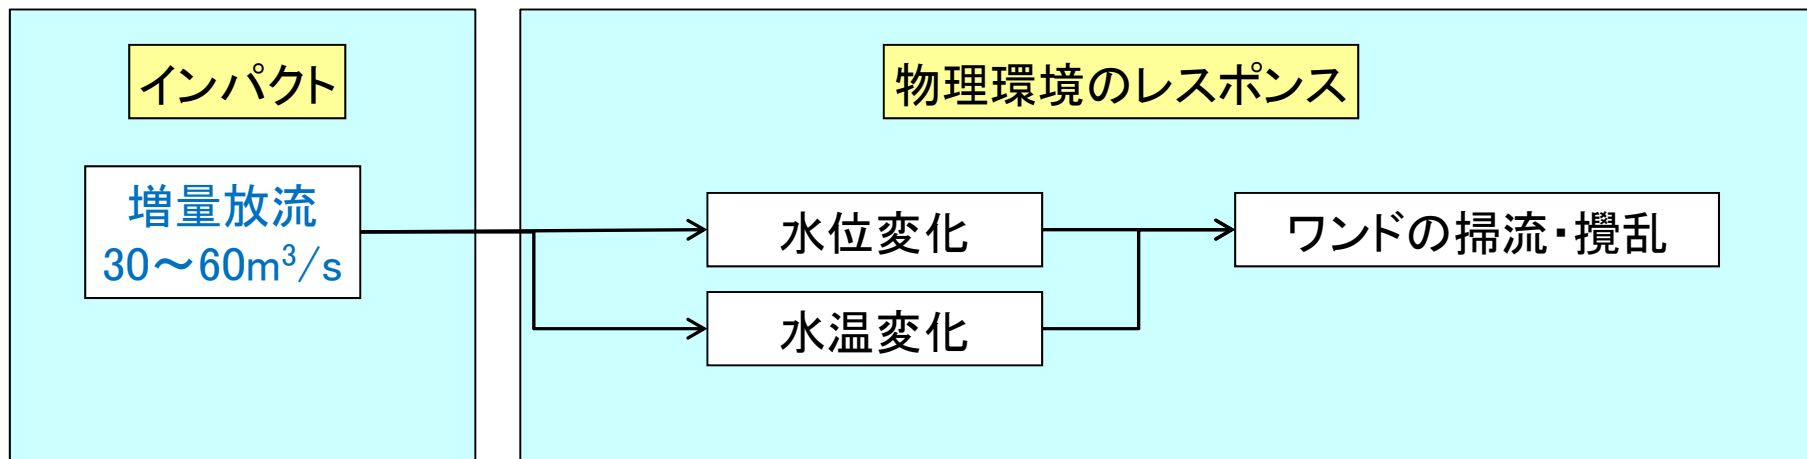 インパクト
物理環境のレスポンス
増量放流
30～60m³/s
水位変化
ワンドの掃流・攪乱
水温変化